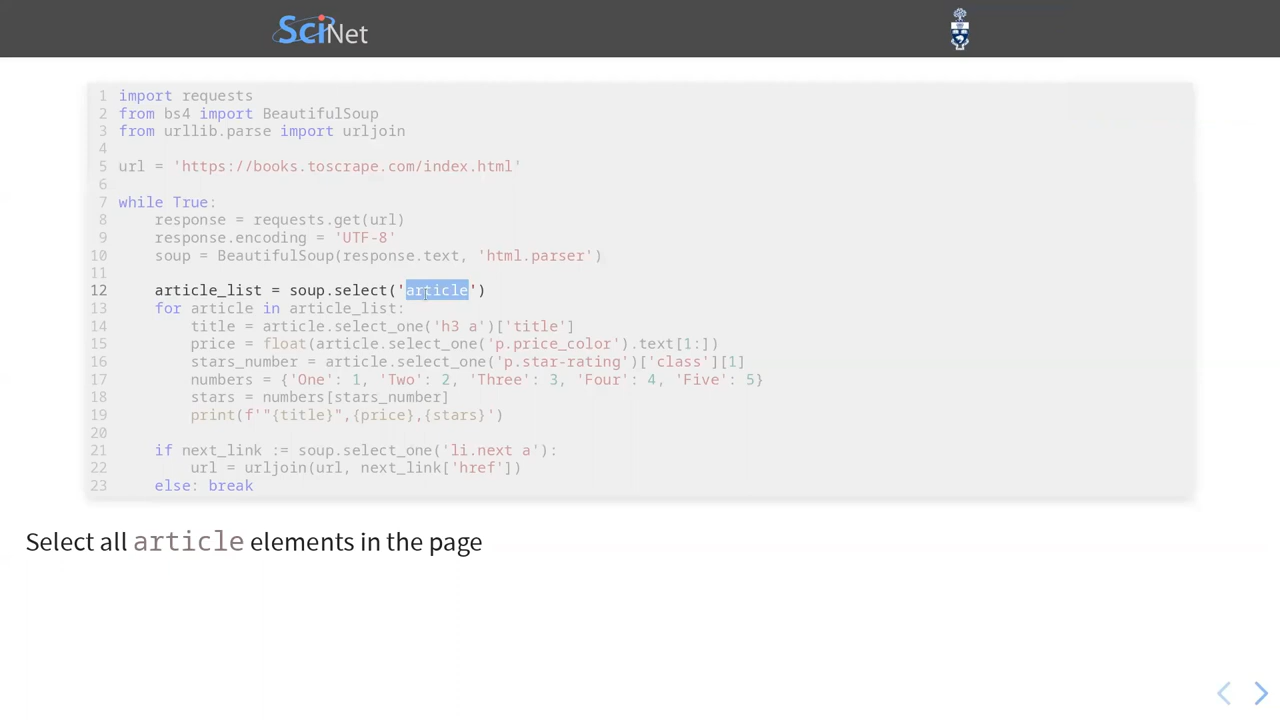 SciNet
1 import requests
2 from bs4 import BeautifulSoup
3 from urllib.parse import urljoin
4
5 url = 'https://books.toscrape.com/index.html'
6
7 while True:
8     response = requests.get(url)
9     response.encoding = 'UTF-8'
10     soup = BeautifulSoup(response.text, 'html.parser')
11
12     article_list = soup.select('article')
13     for article in article_list:
14         title = article.select_one('h3 a')['title']
15         price = float(article.select_one('p.price_color').text[1:])
16         stars_number = article.select_one('p.star-rating')['class'][1]
17         numbers = {'One': 1, 'Two': 2, 'Three': 3, 'Four': 4, 'Five': 5}
18         stars = numbers[stars_number]
19         print(f'"{title}",{price},{stars}')
20
21     if next_link := soup.select_one('li.next a'):
22         url = urljoin(url, next_link['href'])
23     else: break
Select all article elements in the page